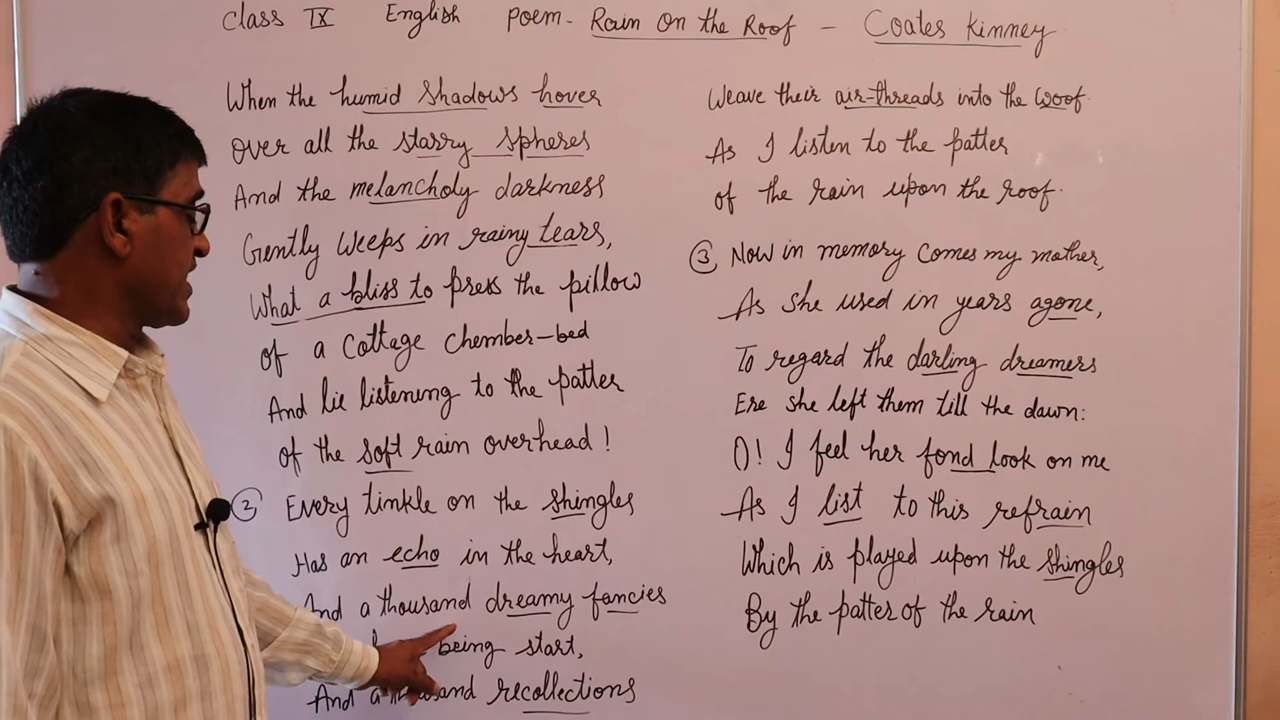 Class IX English Poem - Rain On the Roof - Coates Kinney
When the humid shadows hover
over all the starry spheres
And the melancholy darkness
Gently weeps in rainy tears,
What a bliss to press the pillow
of a cottage chember-bed
And lie listening to the patter
of the soft rain overhead!
② Every tinkle on the shingles
Has an echo in the heart,
And a thousand dreamy fancies
being start,
And a recollections
Weave their air-threads into the woof.
As I listen to the patter
of the rain upon the roof.
③ Now in memory comes my mother,
As she used in years agone,
To regard the darling dreamers
Ere she left them till the dawn:
O! I feel her fond look on me
As I list to this refrain
Which is played upon the shingles
By the patter of the rain